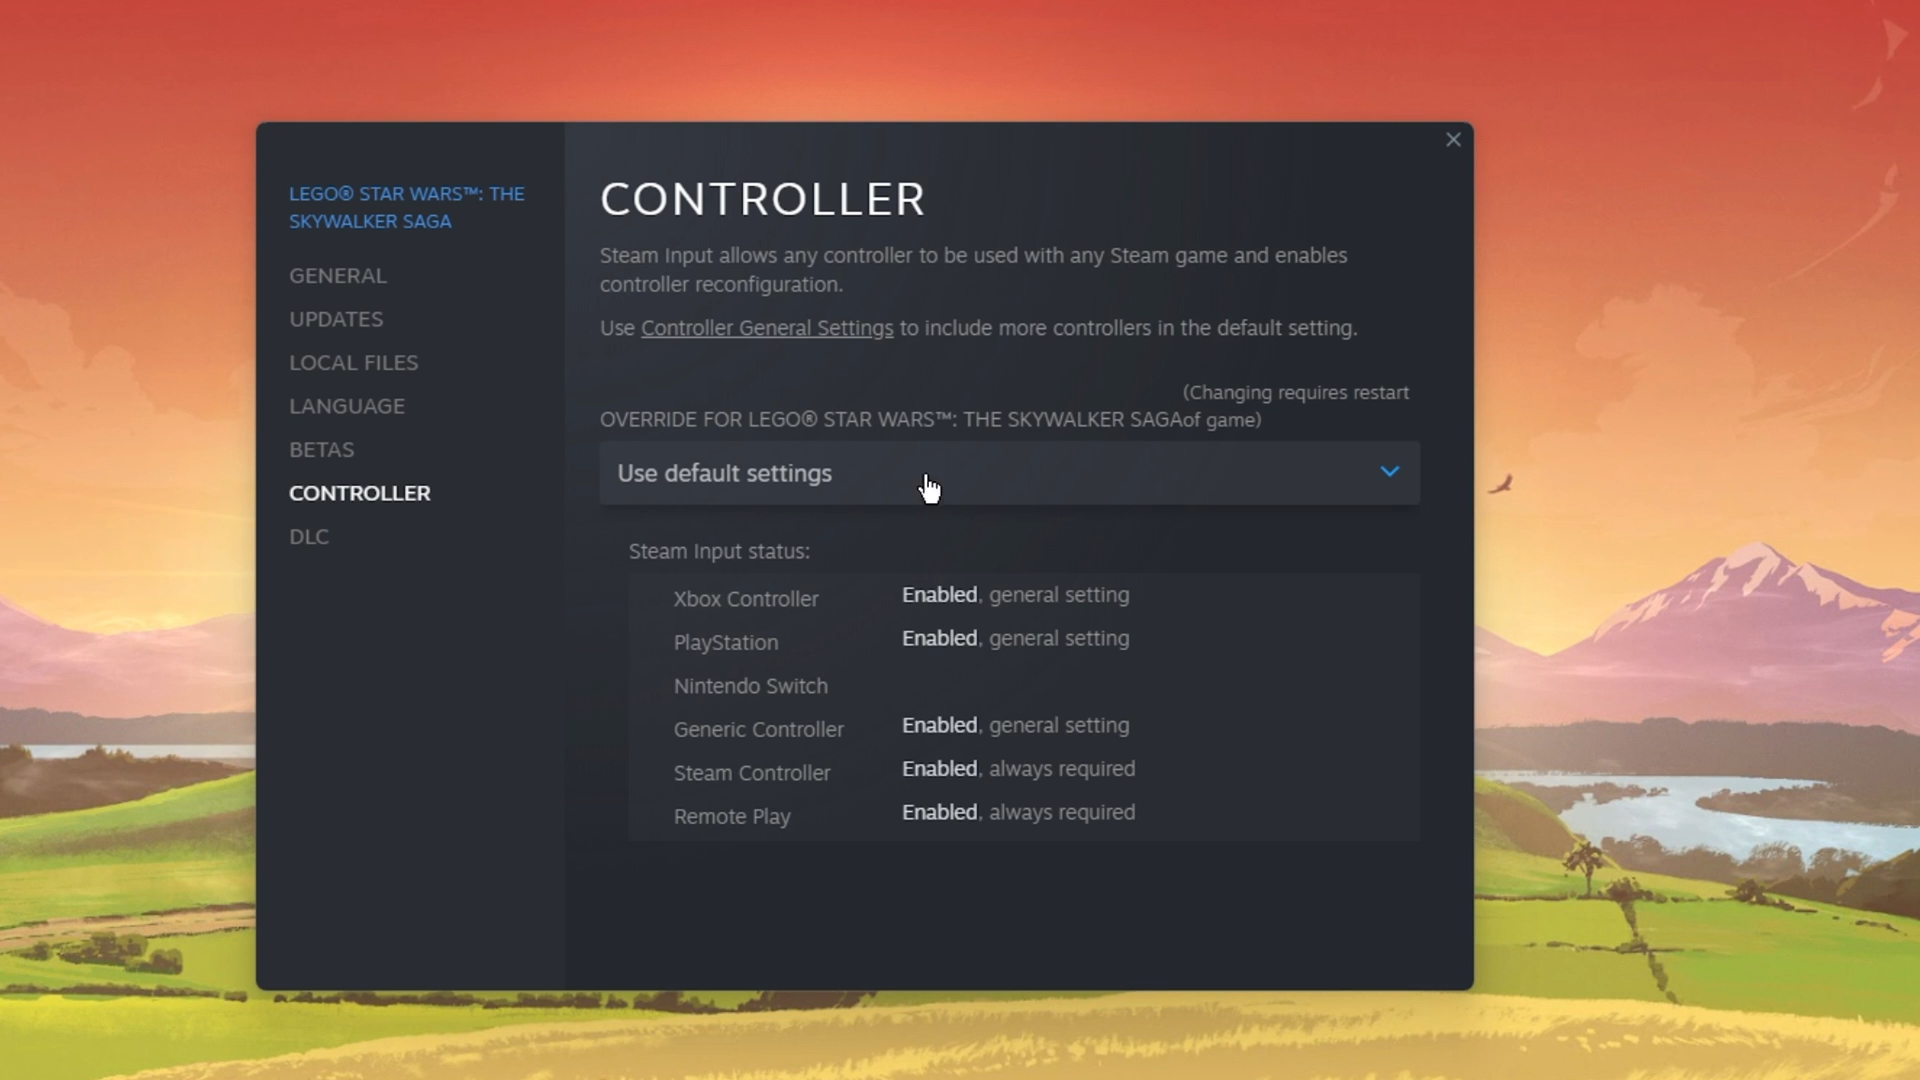 LEGO® STAR WARS™: THE
SKYWALKER SAGA
GENERAL
UPDATES
LOCAL FILES
LANGUAGE
BETAS
CONTROLLER
DLC
CONTROLLER
Steam Input allows any controller to be used with any Steam game and enables
controller reconfiguration.
Use Controller General Settings to include more controllers in the default setting.
(Changing requires restart
OVERRIDE FOR LEGO® STAR WARS™: THE SKYWALKER SAGAof game)
Use default settings
Steam Input status:
Xbox Controller Enabled, general setting
PlayStation Enabled, general setting
Nintendo Switch
Generic Controller Enabled, general setting
Steam Controller Enabled, always required
Remote Play Enabled, always required